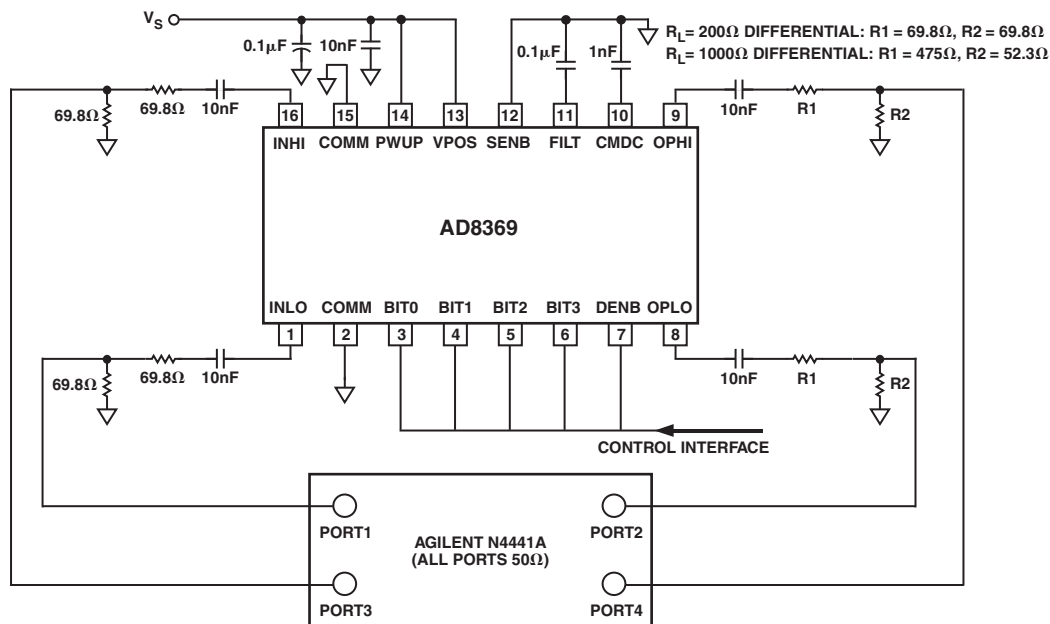 VS
0.1µF
10nF
0.1µF
1nF
RL= 200Ω DIFFERENTIAL: R1 = 69.8Ω, R2 = 69.8Ω
RL= 1000Ω DIFFERENTIAL: R1 = 475Ω, R2 = 52.3Ω
69.8Ω
69.8Ω
10nF
10nF
R1
R2
16
15
14
13
12
11
10
9
INHI
COMM
PWUP
VPOS
SENB
FILT
CMDC
OPHI
AD8369
INLO
COMM
BIT0
BIT1
BIT2
BIT3
DENB
OPLO
1
2
3
4
5
6
7
8
69.8Ω
69.8Ω
10nF
10nF
R1
R2
CONTROL INTERFACE
PORT1
PORT2
AGILENT N4441A
(ALL PORTS 50Ω)
PORT3
PORT4